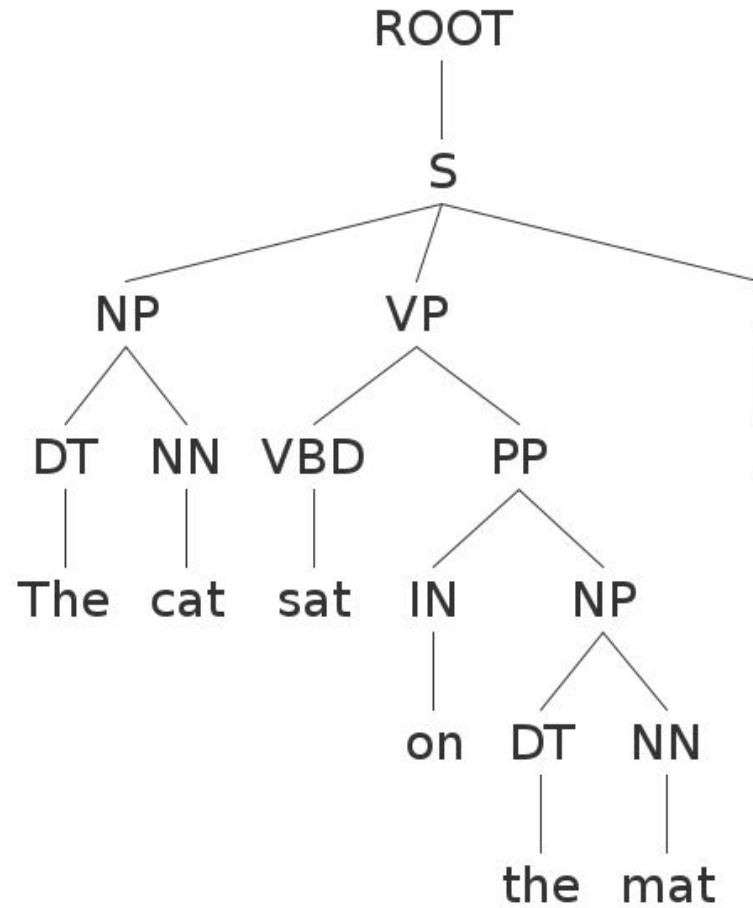 ROOT
S
NP VP
DT NN VBD PP
The cat sat IN NP
on DT NN
the mat